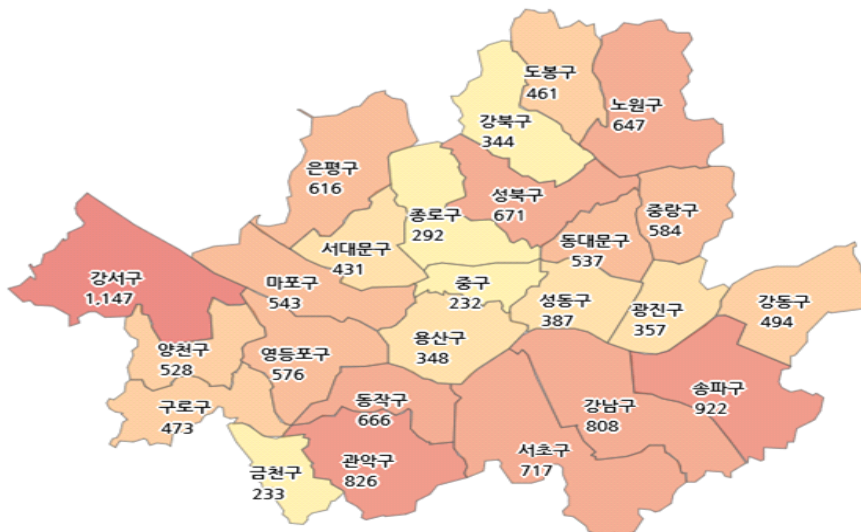 도봉구
461
노원구
647
강북구
344
은평구
616
성북구
671
중랑구
584
종로구
292
서대문구
431
동대문구
537
강서구
1,147
마포구
543
중구
232
성동구
387
광진구
357
강동구
494
양천구
528
영등포구
576
용산구
348
구로구
473
동작구
666
강남구
808
송파구
922
금천구
233
관악구
826
서초구
717